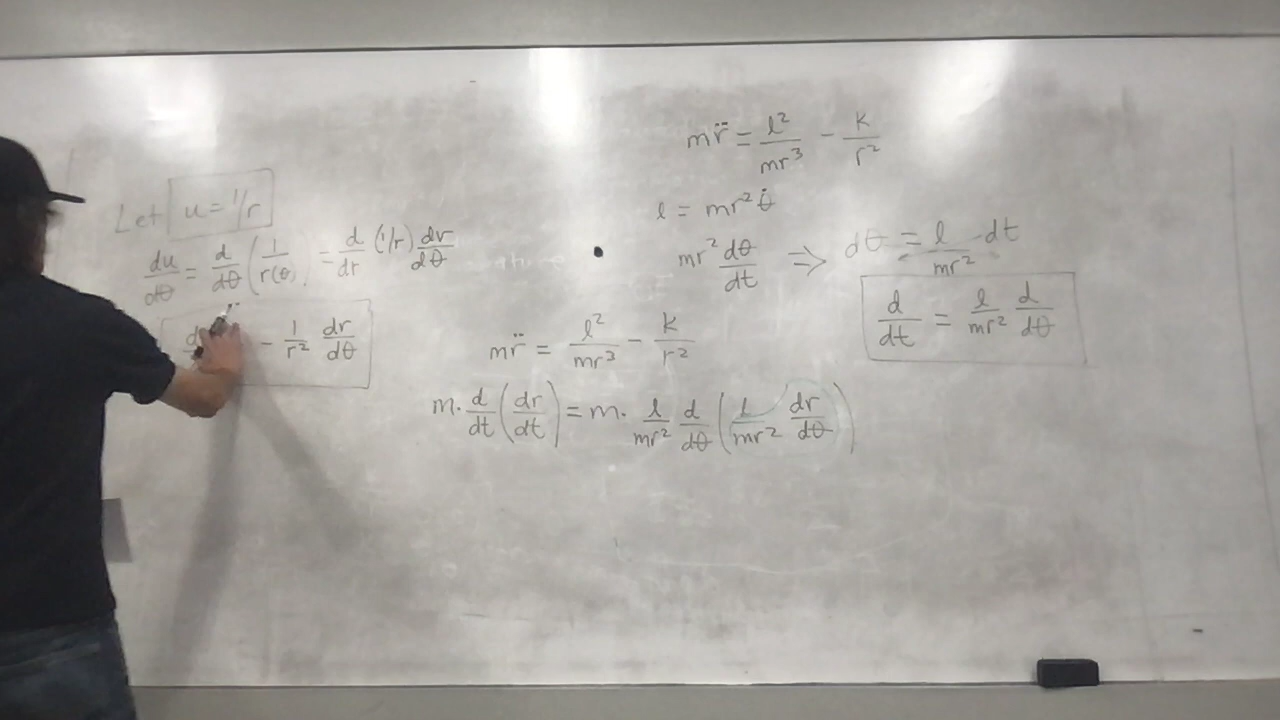 Let u = 1/r
du/dθ = d/dθ (1/r(θ) = d/dr (1/r) dr/dθ
d - 1/r² dr/dθ
mr̈ = l²/mr³ - k/r²
l = mr²θ̇
mr² dθ/dt ⇒ dθ = l/mr² dt
d/dt = l/mr² d/dθ
mr̈ = l²/mr³ - k/r²
m· d/dt (dr/dt) = m· l/mr² d/dθ (l/mr² dr/dθ)